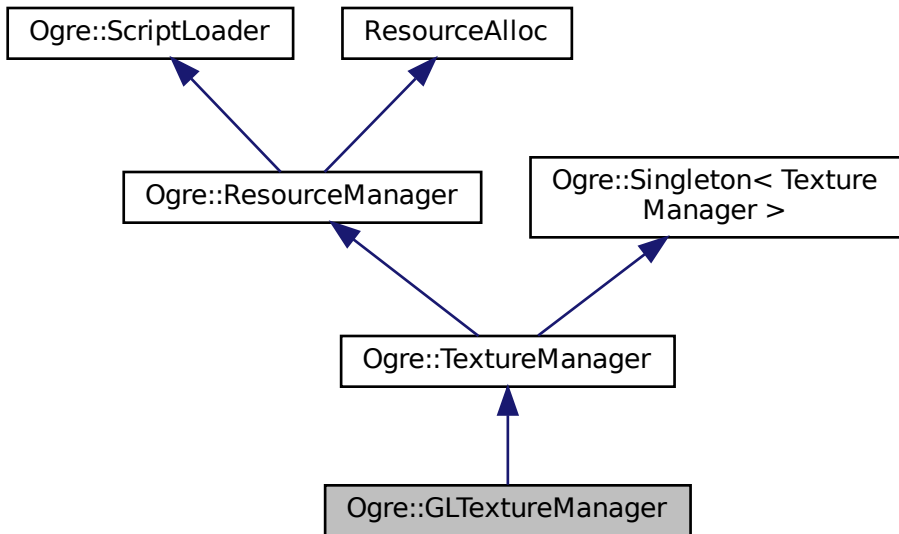 Ogre::ScriptLoader
ResourceAlloc
Ogre::ResourceManager
Ogre::Singleton< Texture
Manager >
Ogre::TextureManager
Ogre::GLTextureManager